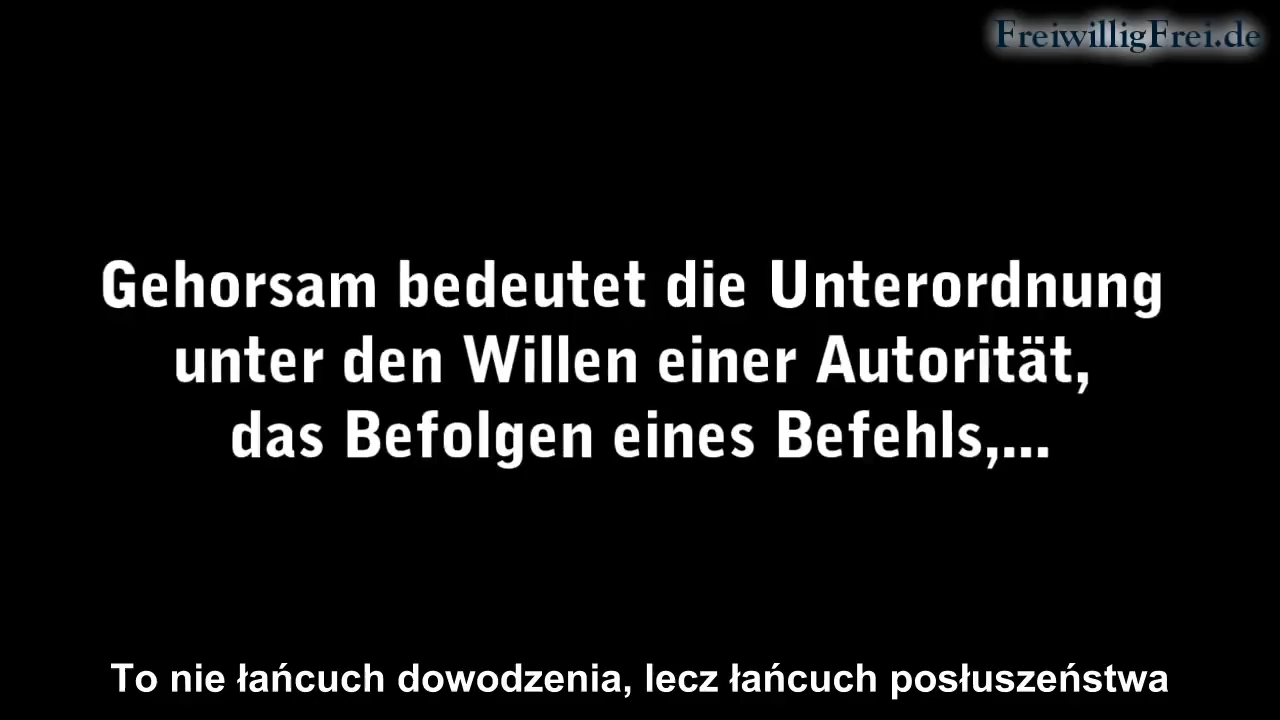 FreiwilligFrei.de
Gehorsam bedeutet die Unterordnung
unter den Willen einer Autorität,
das Befolgen eines Befehls,...
To nie łańcuch dowodzenia, lecz łańcuch posłuszeństwa